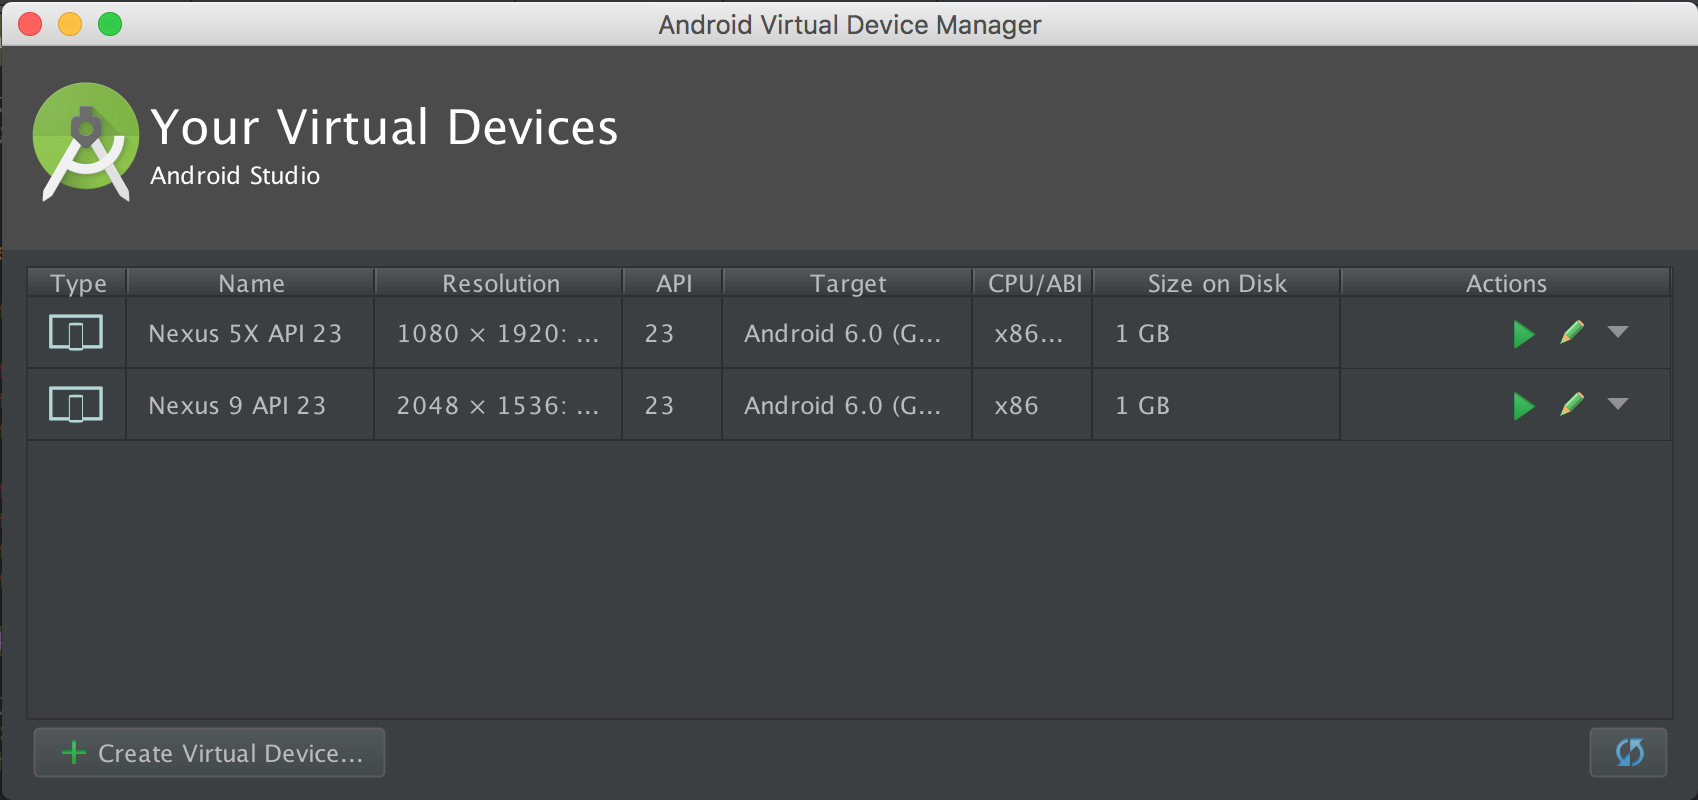 Android Virtual Device Manager
Your Virtual Devices
Android Studio
Type Name Resolution API Target CPU/ABI Size on Disk Actions
Nexus 5X API 23 1080 × 1920: ... 23 Android 6.0 (G... x86... 1 GB
Nexus 9 API 23 2048 × 1536: ... 23 Android 6.0 (G... x86 1 GB
Create Virtual Device...